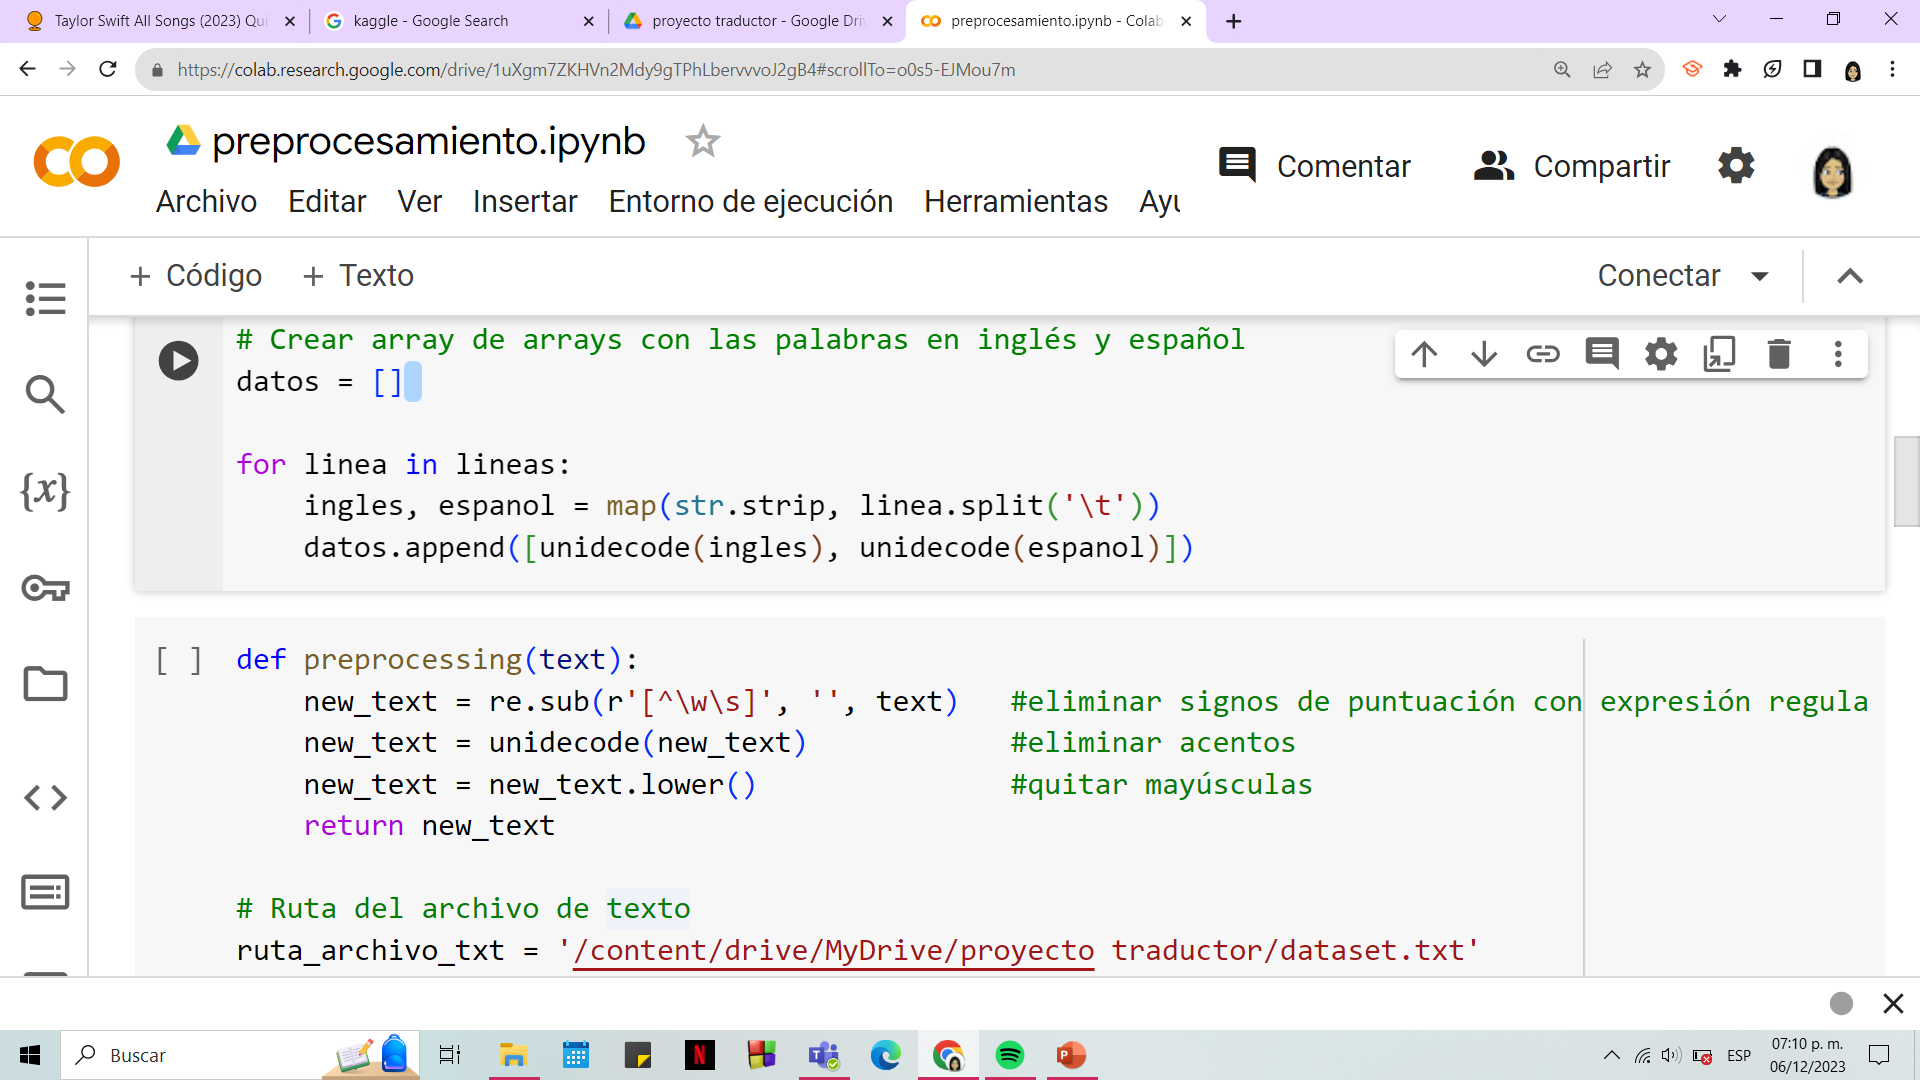 Taylor Swift All Songs (2023) Qui
kaggle - Google Search
proyecto traductor - Google Dri
preprocesamiento.ipynb - Colab
https://colab.research.google.com/drive/1uXgm7ZKHVn2Mdy9gTPhLbervvvoJ2gB4#scrollTo=o0s5-EJMou7m
preprocesamiento.ipynb
Comentar
Compartir
Archivo Editar Ver Insertar Entorno de ejecución Herramientas Ayu
+ Código + Texto
Conectar
# Crear array de arrays con las palabras en inglés y español
datos = []
for linea in lineas:
    ingles, espanol = map(str.strip, linea.split('\t'))
    datos.append([unidecode(ingles), unidecode(espanol)])
[ ] def preprocessing(text):
    new_text = re.sub(r'[^\w\s]', '', text)   #eliminar signos de puntuación con expresión regula
    new_text = unidecode(new_text)            #eliminar acentos
    new_text = new_text.lower()               #quitar mayúsculas
    return new_text
# Ruta del archivo de texto
ruta_archivo_txt = '/content/drive/MyDrive/proyecto traductor/dataset.txt'
Buscar
ESP
07:10 p. m.
06/12/2023